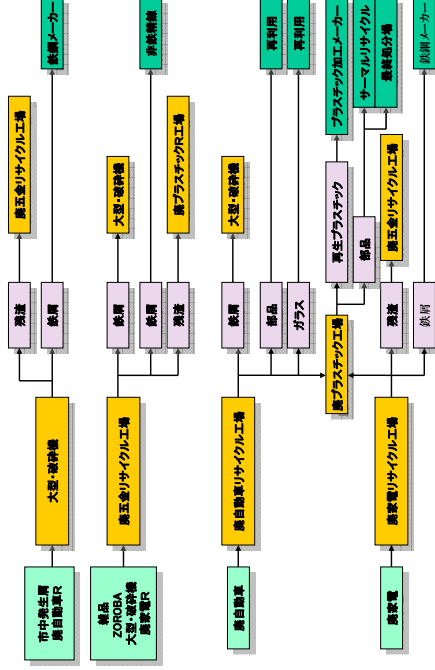 市中発生屑
廃自動車R
大型・破砕機
残渣
鉄屑
廃五金リサイクル工場
鉄鋼メーカー
雑品
ZOROBA
大型・破砕機
廃家電R
廃五金リサイクル工場
鉄屑
鉄屑
残渣
大型・破砕機
廃プラスチックR工場
非鉄精錬
廃自動車
廃自動車リサイクル工場
鉄屑
部品
ガラス
大型・破砕機
再利用
再利用
廃プラスチック工場
再生プラスチック
部品
プラスチック加工メーカー
サーマルリサイクル
最終処分場
廃家電
廃家電リサイクル工場
残渣
鉄屑
廃五金リサイクル工場
鉄鋼メーカー